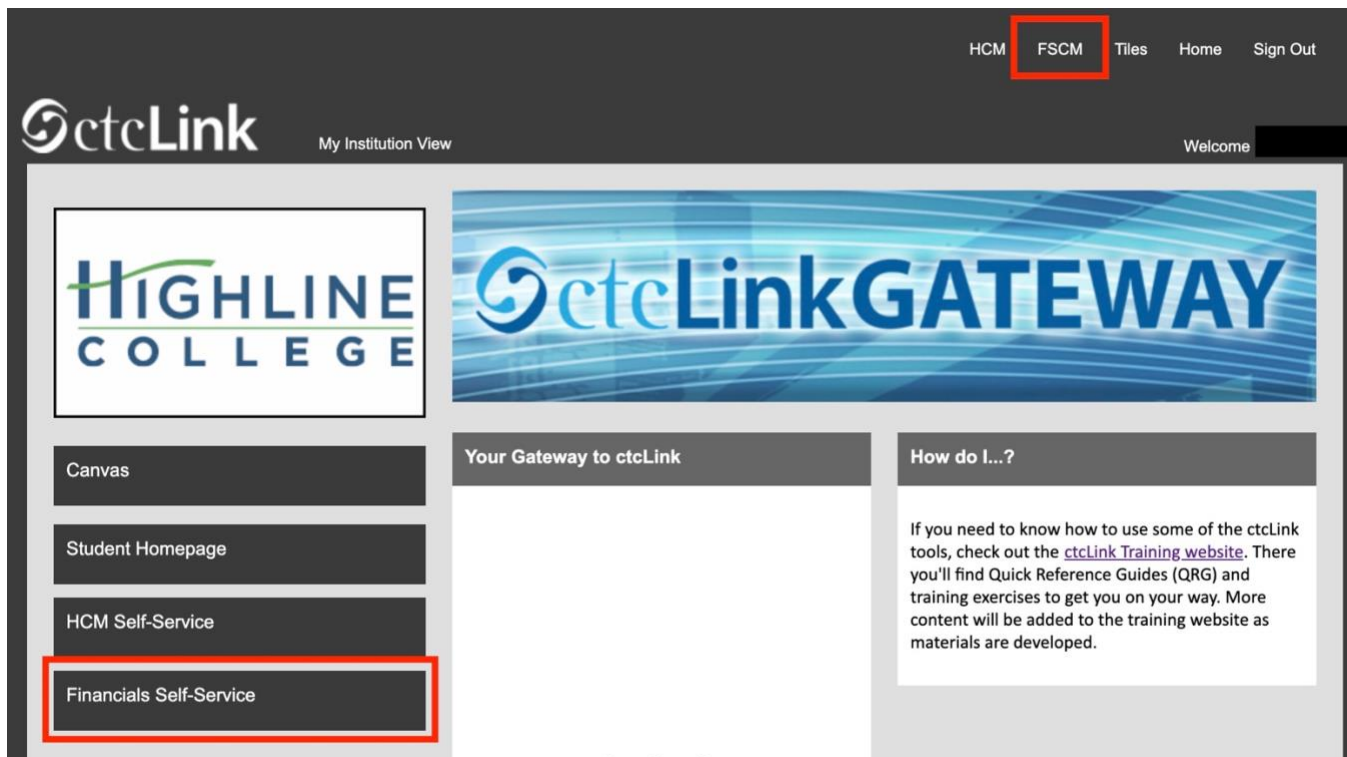 HCM FSCM Tiles Home Sign Out
ctcLink My Institution View Welcome
HIGHLINE
COLLEGE
ctcLink GATEWAY
Canvas
Student Homepage
HCM Self-Service
Financials Self-Service
Your Gateway to ctcLink
How do I...?
If you need to know how to use some of the ctcLink
tools, check out the ctcLink Training website. There
you'll find Quick Reference Guides (QRG) and
training exercises to get you on your way. More
content will be added to the training website as
materials are developed.